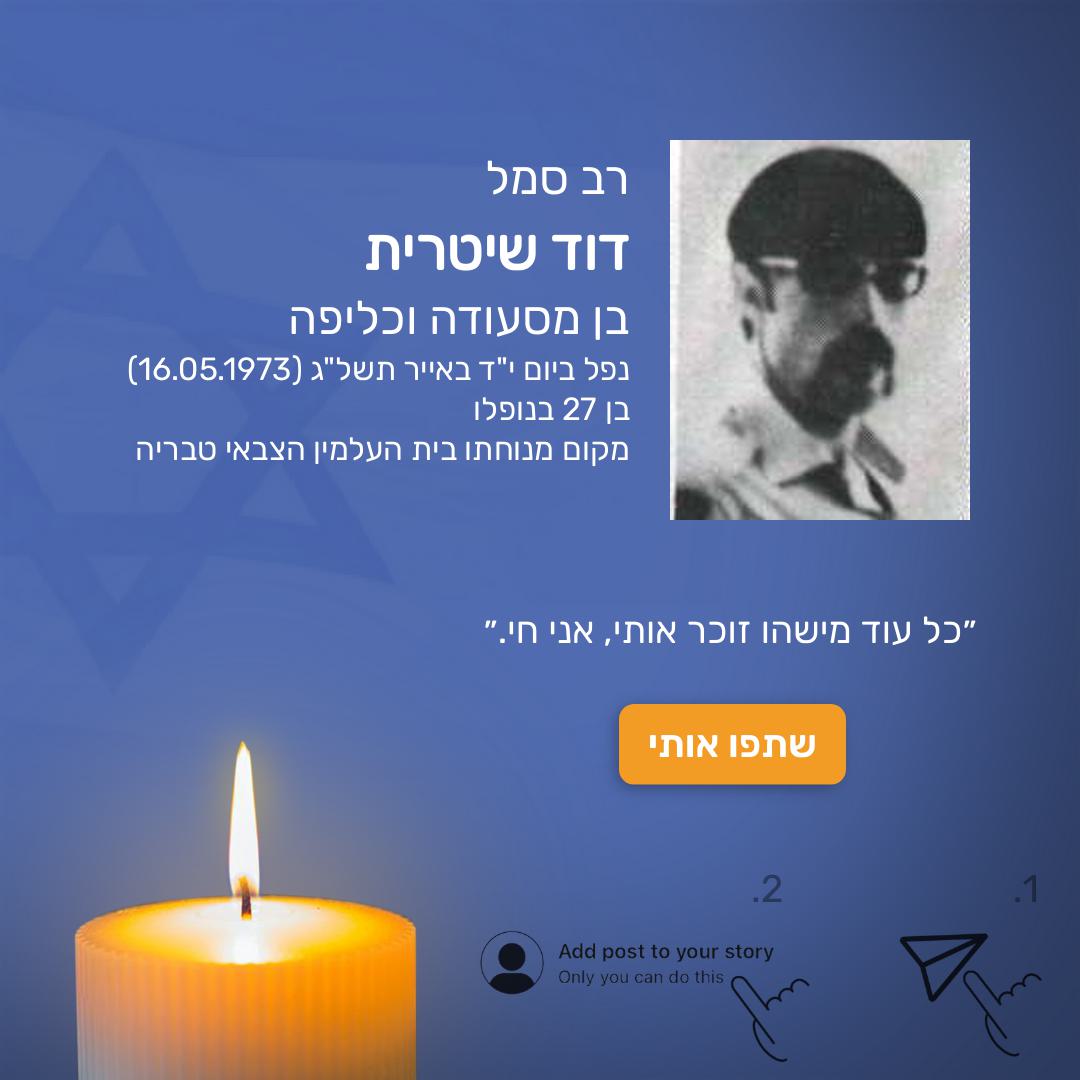 רב סמל
דוד שיטרית
בן מסעודה וכליפה
נפל ביום י"ד באייר תשל"ג (16.05.1973)
בן 27 בנופלו
מקום מנוחתו בית העלמין הצבאי טבריה
״כל עוד מישהו זוכר אותי, אני חי.״
שתפו אותי
1.
2.
Add post to your story
Only you can do this